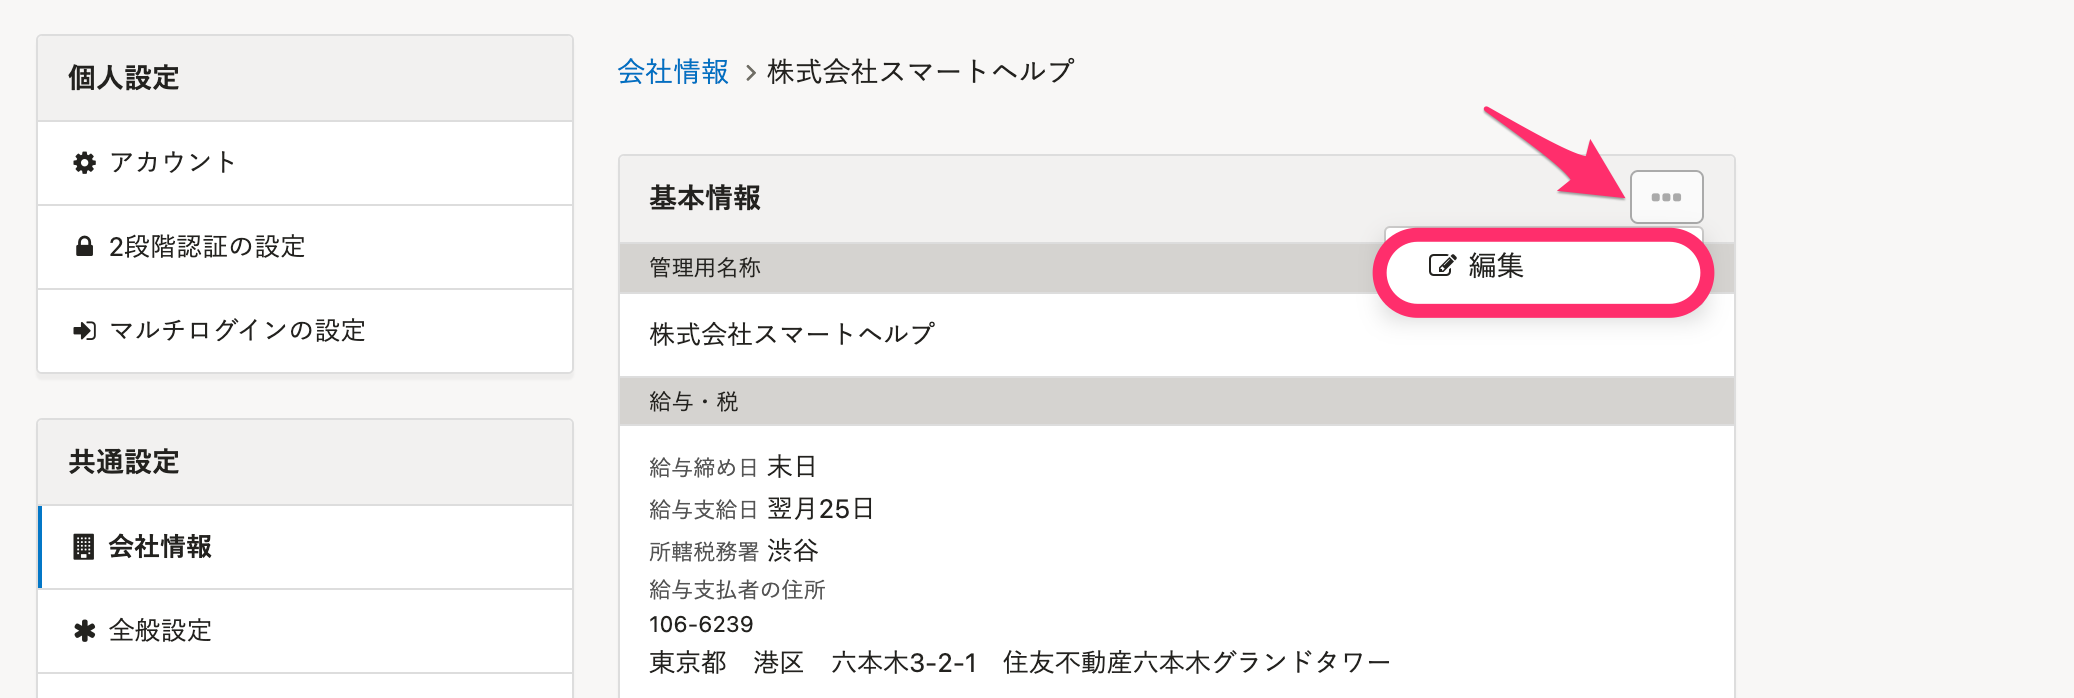 個人設定
アカウント
2段階認証の設定
マルチログインの設定
共通設定
会社情報
全般設定
会社情報 > 株式会社スマートヘルプ
基本情報
編集
管理用名称
株式会社スマートヘルプ
給与・税
給与締め日 末日
給与支給日 翌月25日
所轄税務署 渋谷
給与支払者の住所
106-6239
東京都　港区　六本木3-2-1　住友不動産六本木グランドタワー